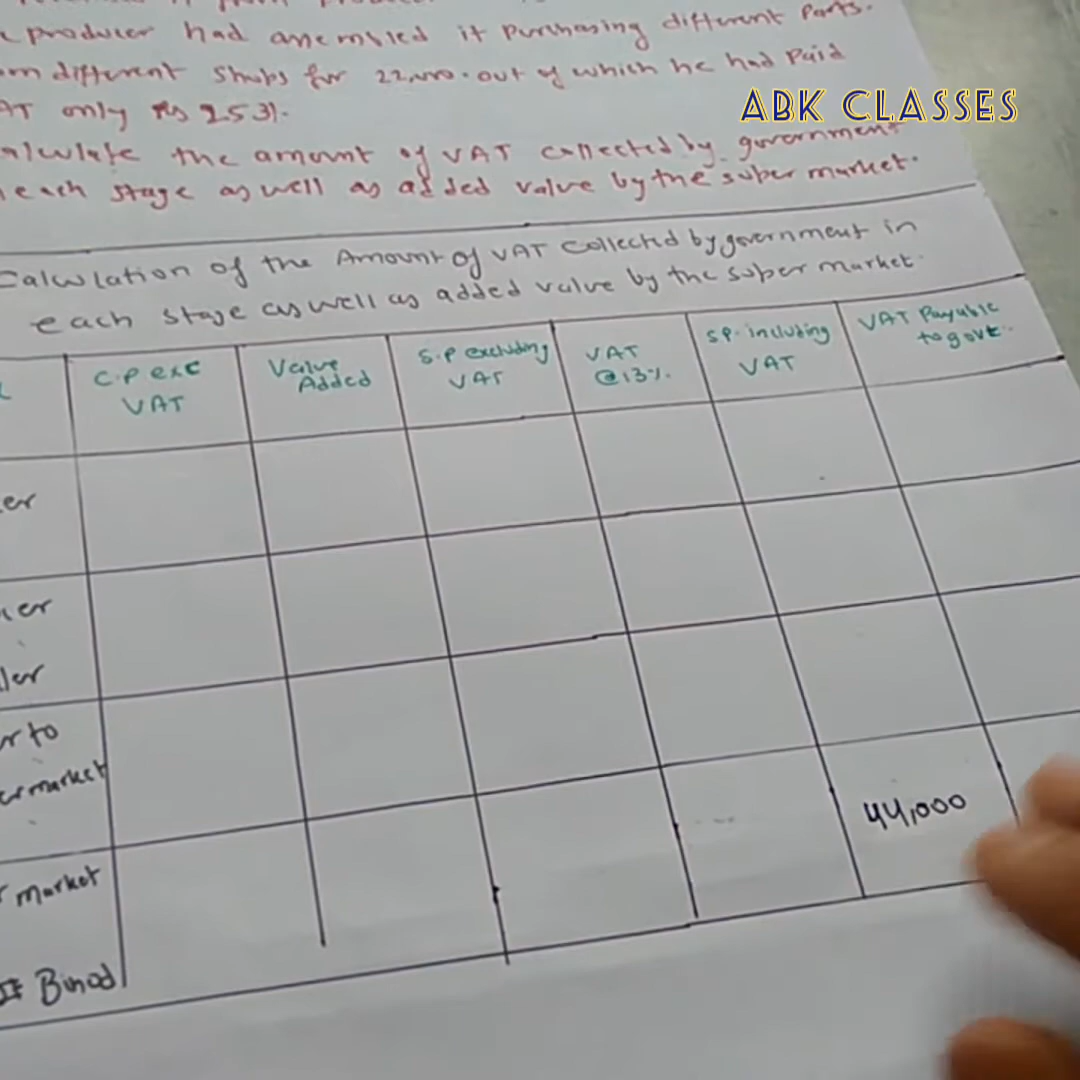 producer had assembled it purchasing different parts.
different shops for 22,000. out of which he had paid
AT only Rs 2531.
ABK CLASSES
the amount of VAT collected by government
each stage as well as added value by the super market.
Calculation of the Amount of VAT collected by government in
each stage as well as added value by the super market.
C.P exc VAT
Value Added
S.P excluding VAT
VAT @13%.
S.P. including VAT
VAT Payable to govt.
er
ler
r to
market
44,000
market
Binod